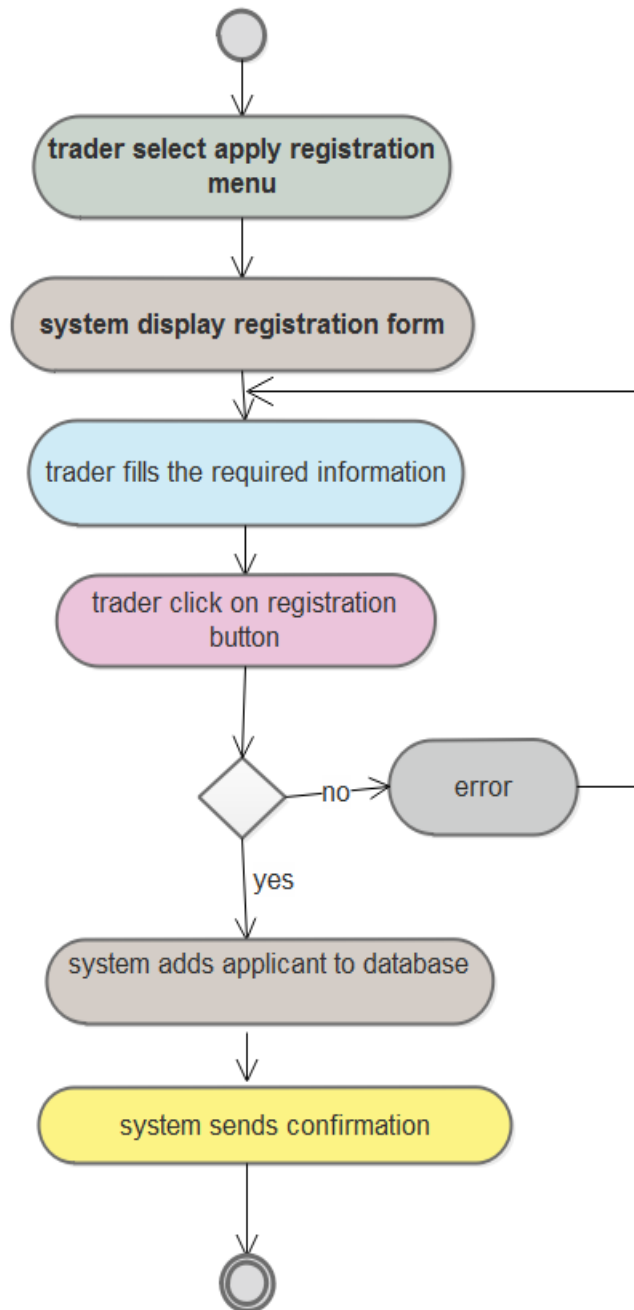 trader select apply registration
menu
system display registration form
trader fills the required information
trader click on registration
button
no
error
yes
system adds applicant to database
system sends confirmation